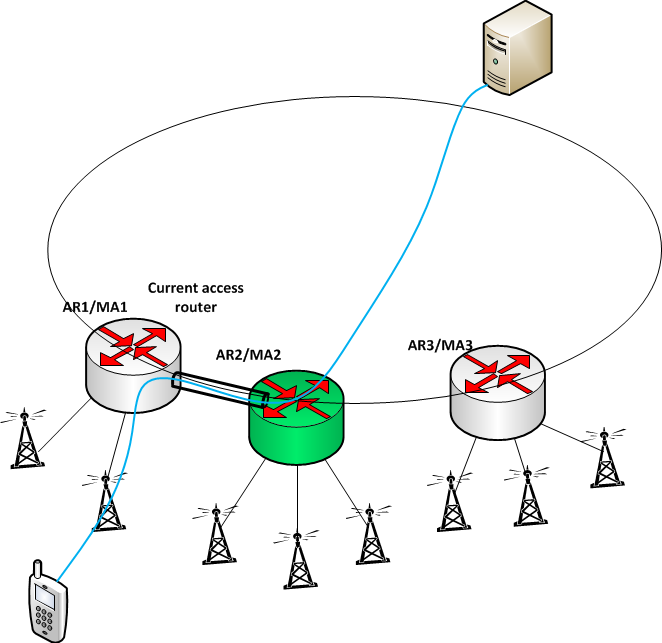 Current access
router
AR1/MA1
AR2/MA2
AR3/MA3